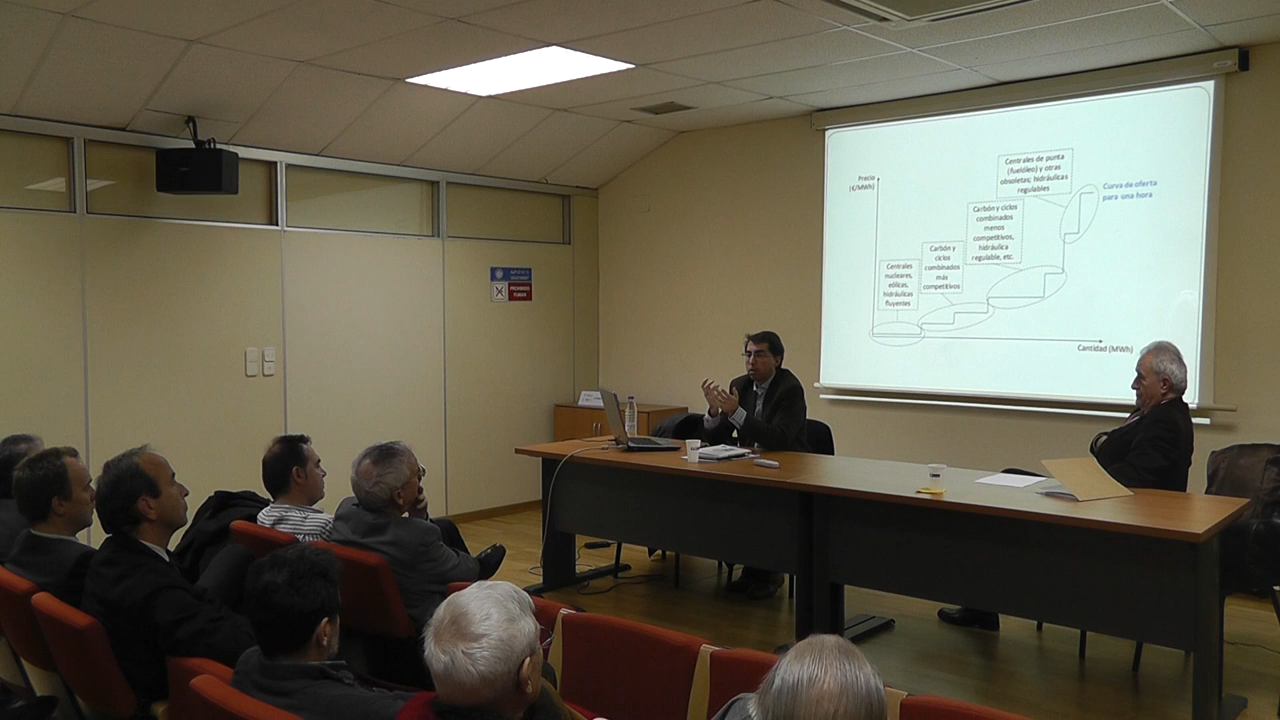 Precio
(€/MWh)
Centrales de punta
(fuelóleo) y otras
obsoletas; hidráulicas
regulables
Curva de oferta
para una hora
Carbón y ciclos
combinados
menos
competitivos,
hidráulica
regulable, etc.
Carbón y
ciclos
combinados
más
competitivos
Centrales
nucleares,
eólicas,
hidráulicas
fluyentes
Cantidad (MWh)
PROHIBIDO
FUMAR